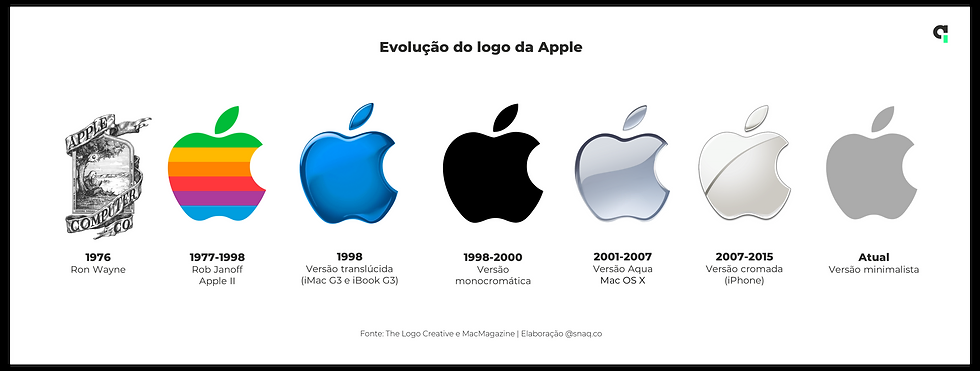 Evolução do logo da Apple
APPLE
COMPUTER
CO
1976
Ron Wayne
1977-1998
Rob Janoff
Apple II
1998
Versão translúcida
(iMac G3 e iBook G3)
1998-2000
Versão
monocromática
2001-2007
Versão Aqua
Mac OS X
2007-2015
Versão cromada
(iPhone)
Atual
Versão minimalista
Fonte: The Logo Creative e MacMagazine | Elaboração @snaq.co